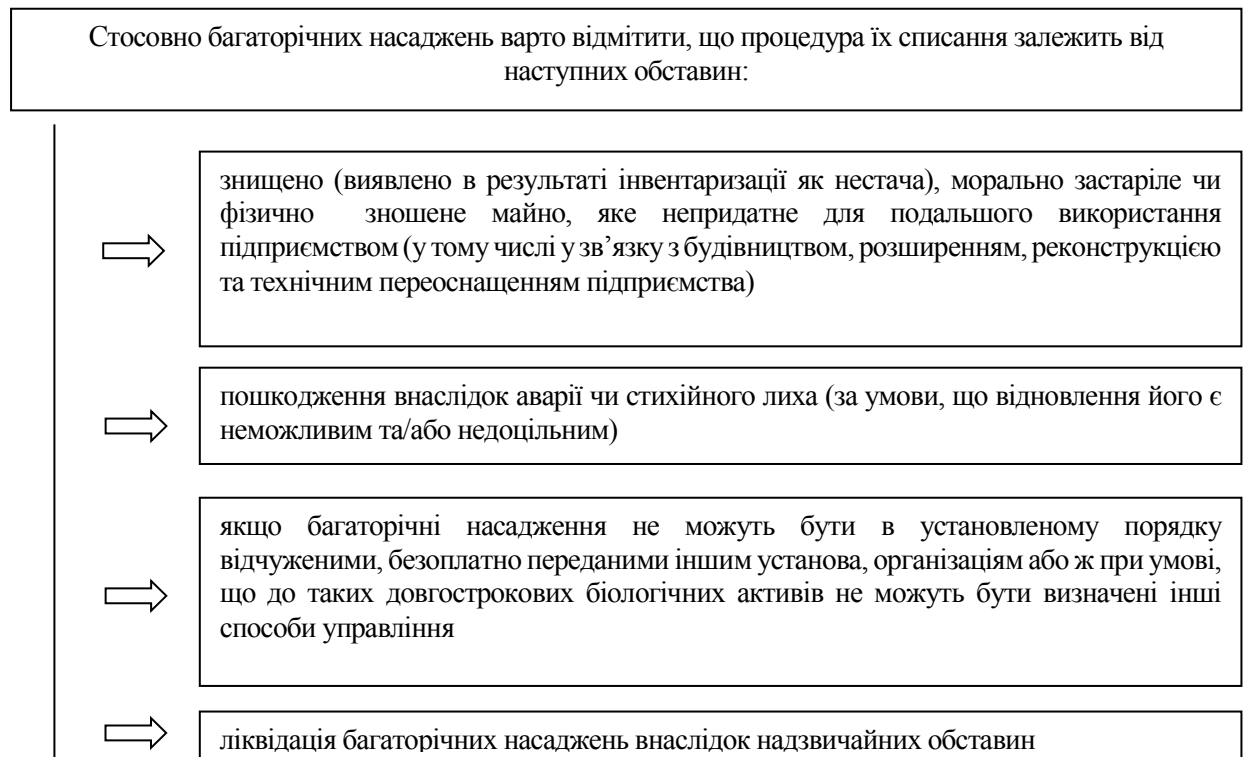 Стосовно багаторічних насаджень варто відмітити, що процедура їх списання залежить від
наступних обставин:
знищено (виявлено в результаті інвентаризації як нестача), морально застаріле чи
фізично зношене майно, яке непридатне для подальшого використання
підприємством (у тому числі у зв’язку з будівництвом, розширенням, реконструкцією
та технічним переоснащенням підприємства)
пошкодження внаслідок аварії чи стихійного лиха (за умови, що відновлення його є
неможливим та/або недоцільним)
якщо багаторічні насадження не можуть бути в установленому порядку
відчуженими, безоплатно переданими іншим установа, організаціям або ж при умові,
що до таких довгострокових біологічних активів не можуть бути визначені інші
способи управління
ліквідація багаторічних насаджень внаслідок надзвичайних обставин